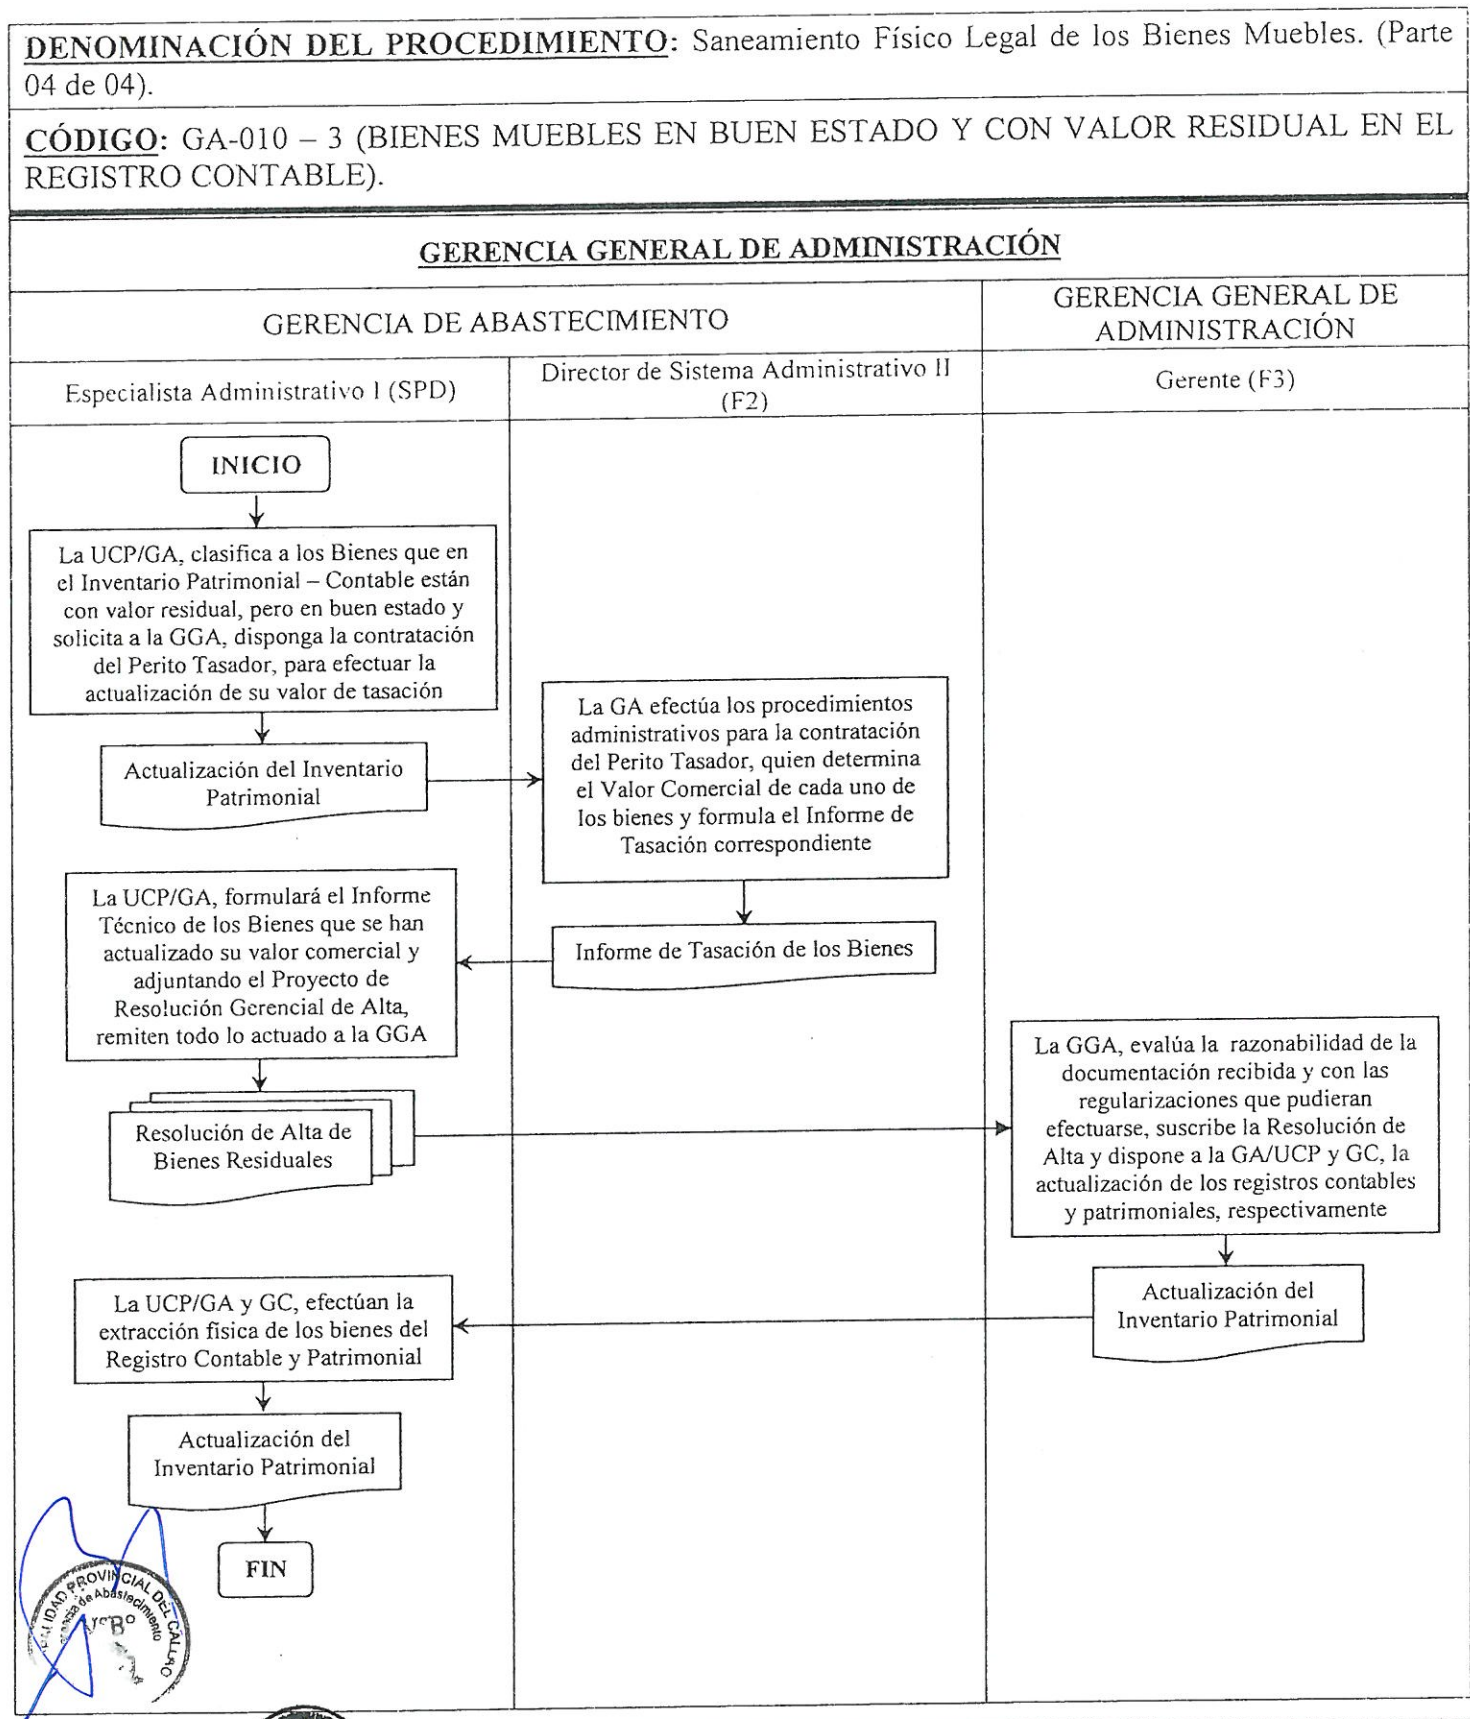 DENOMINACIÓN DEL PROCEDIMIENTO: Saneamiento Físico Legal de los Bienes Muebles. (Parte
04 de 04).
CÓDIGO: GA-010 – 3 (BIENES MUEBLES EN BUEN ESTADO Y CON VALOR RESIDUAL EN EL
REGISTRO CONTABLE).
GERENCIA GENERAL DE ADMINISTRACIÓN
GERENCIA DE ABASTECIMIENTO
GERENCIA GENERAL DE
ADMINISTRACIÓN
Especialista Administrativo I (SPD)
Director de Sistema Administrativo II
(F2)
Gerente (F3)
INICIO
La UCP/GA, clasifica a los Bienes que en
el Inventario Patrimonial – Contable están
con valor residual, pero en buen estado y
solicita a la GGA, disponga la contratación
del Perito Tasador, para efectuar la
actualización de su valor de tasación
Actualización del Inventario
Patrimonial
La GA efectúa los procedimientos
administrativos para la contratación
del Perito Tasador, quien determina
el Valor Comercial de cada uno de
los bienes y formula el Informe de
Tasación correspondiente
Informe de Tasación de los Bienes
La UCP/GA, formulará el Informe
Técnico de los Bienes que se han
actualizado su valor comercial y
adjuntando el Proyecto de
Resolución Gerencial de Alta,
remiten todo lo actuado a la GGA
Resolución de Alta de
Bienes Residuales
La GGA, evalúa la razonabilidad de la
documentación recibida y con las
regularizaciones que pudieran
efectuarse, suscribe la Resolución de
Alta y dispone a la GA/UCP y GC, la
actualización de los registros contables
y patrimoniales, respectivamente
Actualización del
Inventario Patrimonial
La UCP/GA y GC, efectúan la
extracción física de los bienes del
Registro Contable y Patrimonial
Actualización del
Inventario Patrimonial
FIN
PROVINCIAL DEL CALLAO
de Abastecimiento
VºBº